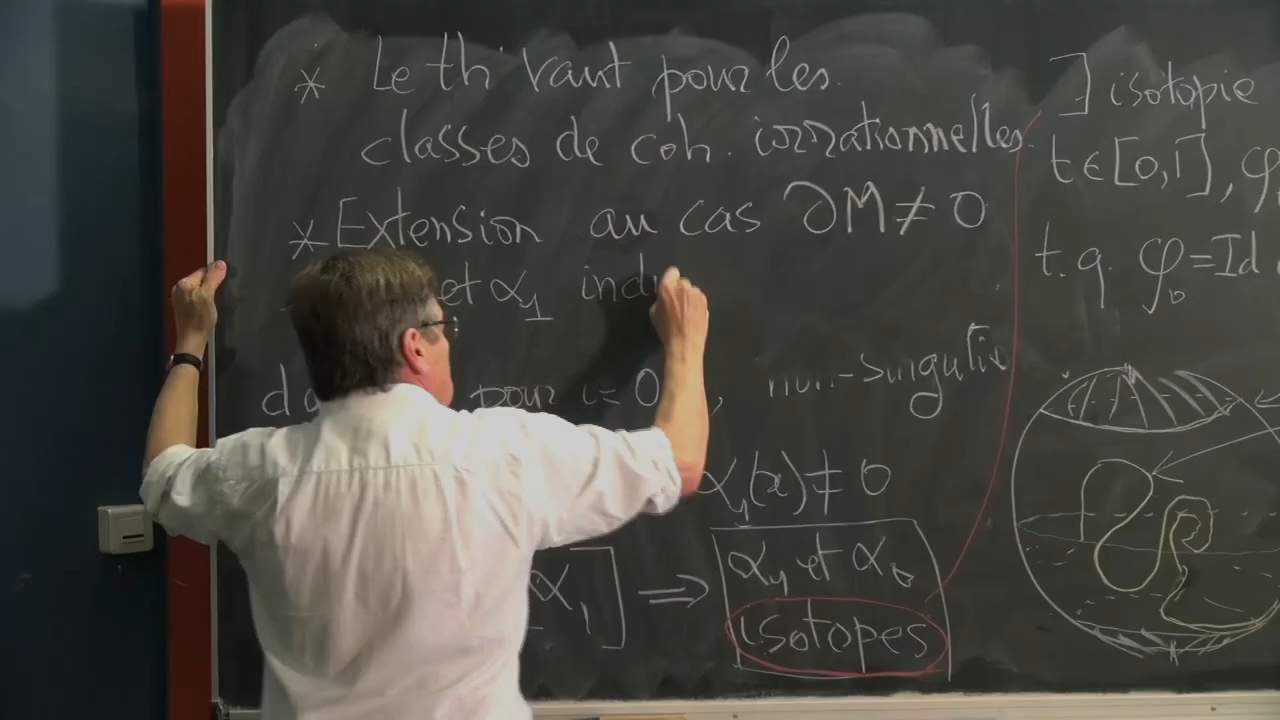 * Le th vaut pour les
classes de coh. irrationnelles.
* Extension au cas ∂M ≠ 0
et α₁ ind
pour i = 0, non-singuliè
α₁(x) ≠ 0
α₁] ⇒ α₁ et α₀
isotopes
∃ isotopie
t ∈ [0,1], φ
t.q. φ₀ = Id